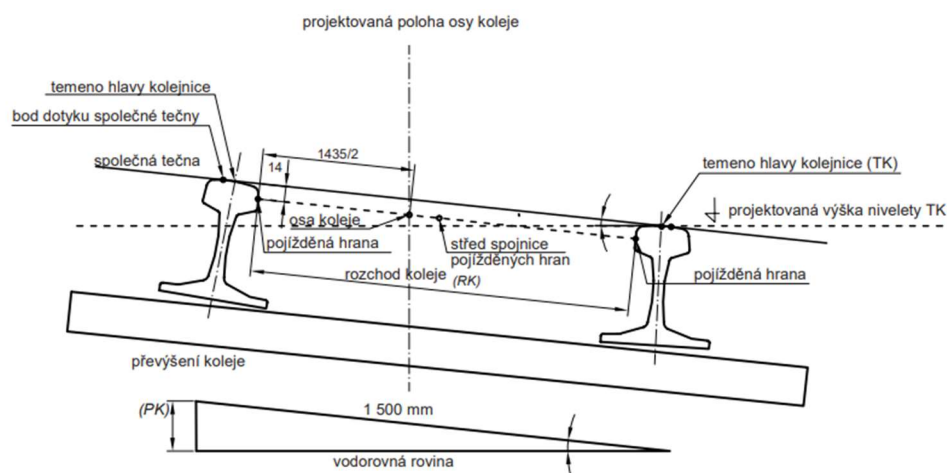 projektovaná poloha osy koleje
temeno hlavy kolejnice
bod dotyku společné tečny
společná tečna
1435/2
14
temeno hlavy kolejnice (TK)
projektovaná výška nivelety TK
osa koleje
pojížděná hrana
střed spojnice
pojížděných hran
rozchod koleje
(RK)
pojížděná hrana
převýšení koleje
(PK)
1 500 mm
vodorovná rovina